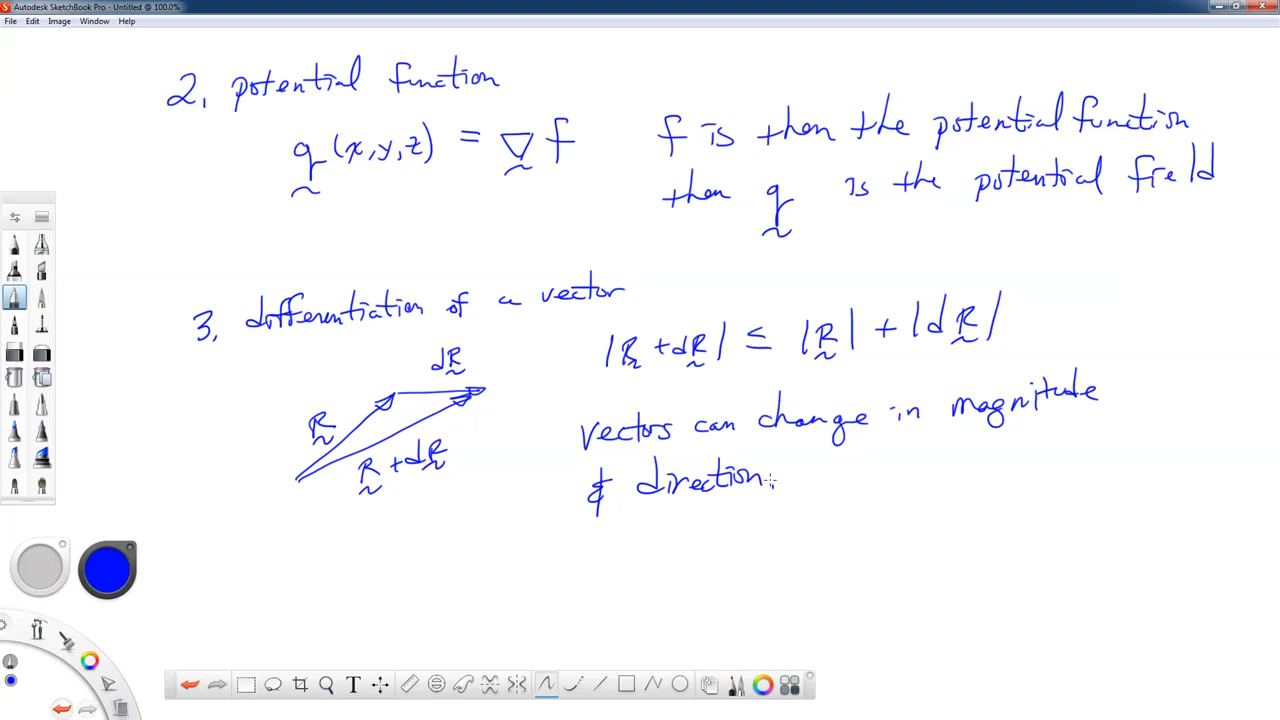 Autodesk SketchBook Pro - Untitled @ 100.0%
File Edit Image Window Help
2. potential function
q(x,y,z) = ∇f
f is then the potential function
then q is the potential field
3. differentiation of a vector
|R + dR| ≤ |R| + |dR|
dR
R
R + dR
vectors can change in magnitude
& direction.
T